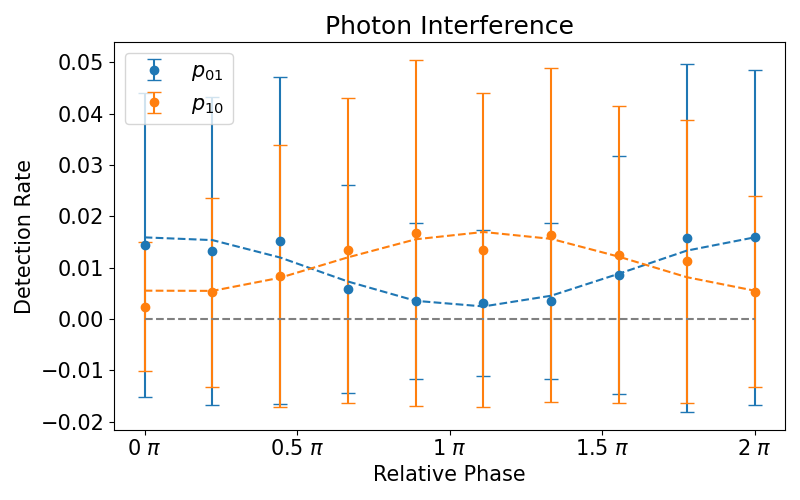 Photon Interference
p01
p10
Detection Rate
0.05
0.04
0.03
0.02
0.01
0.00
−0.01
−0.02
0 π
0.5 π
1 π
1.5 π
2 π
Relative Phase